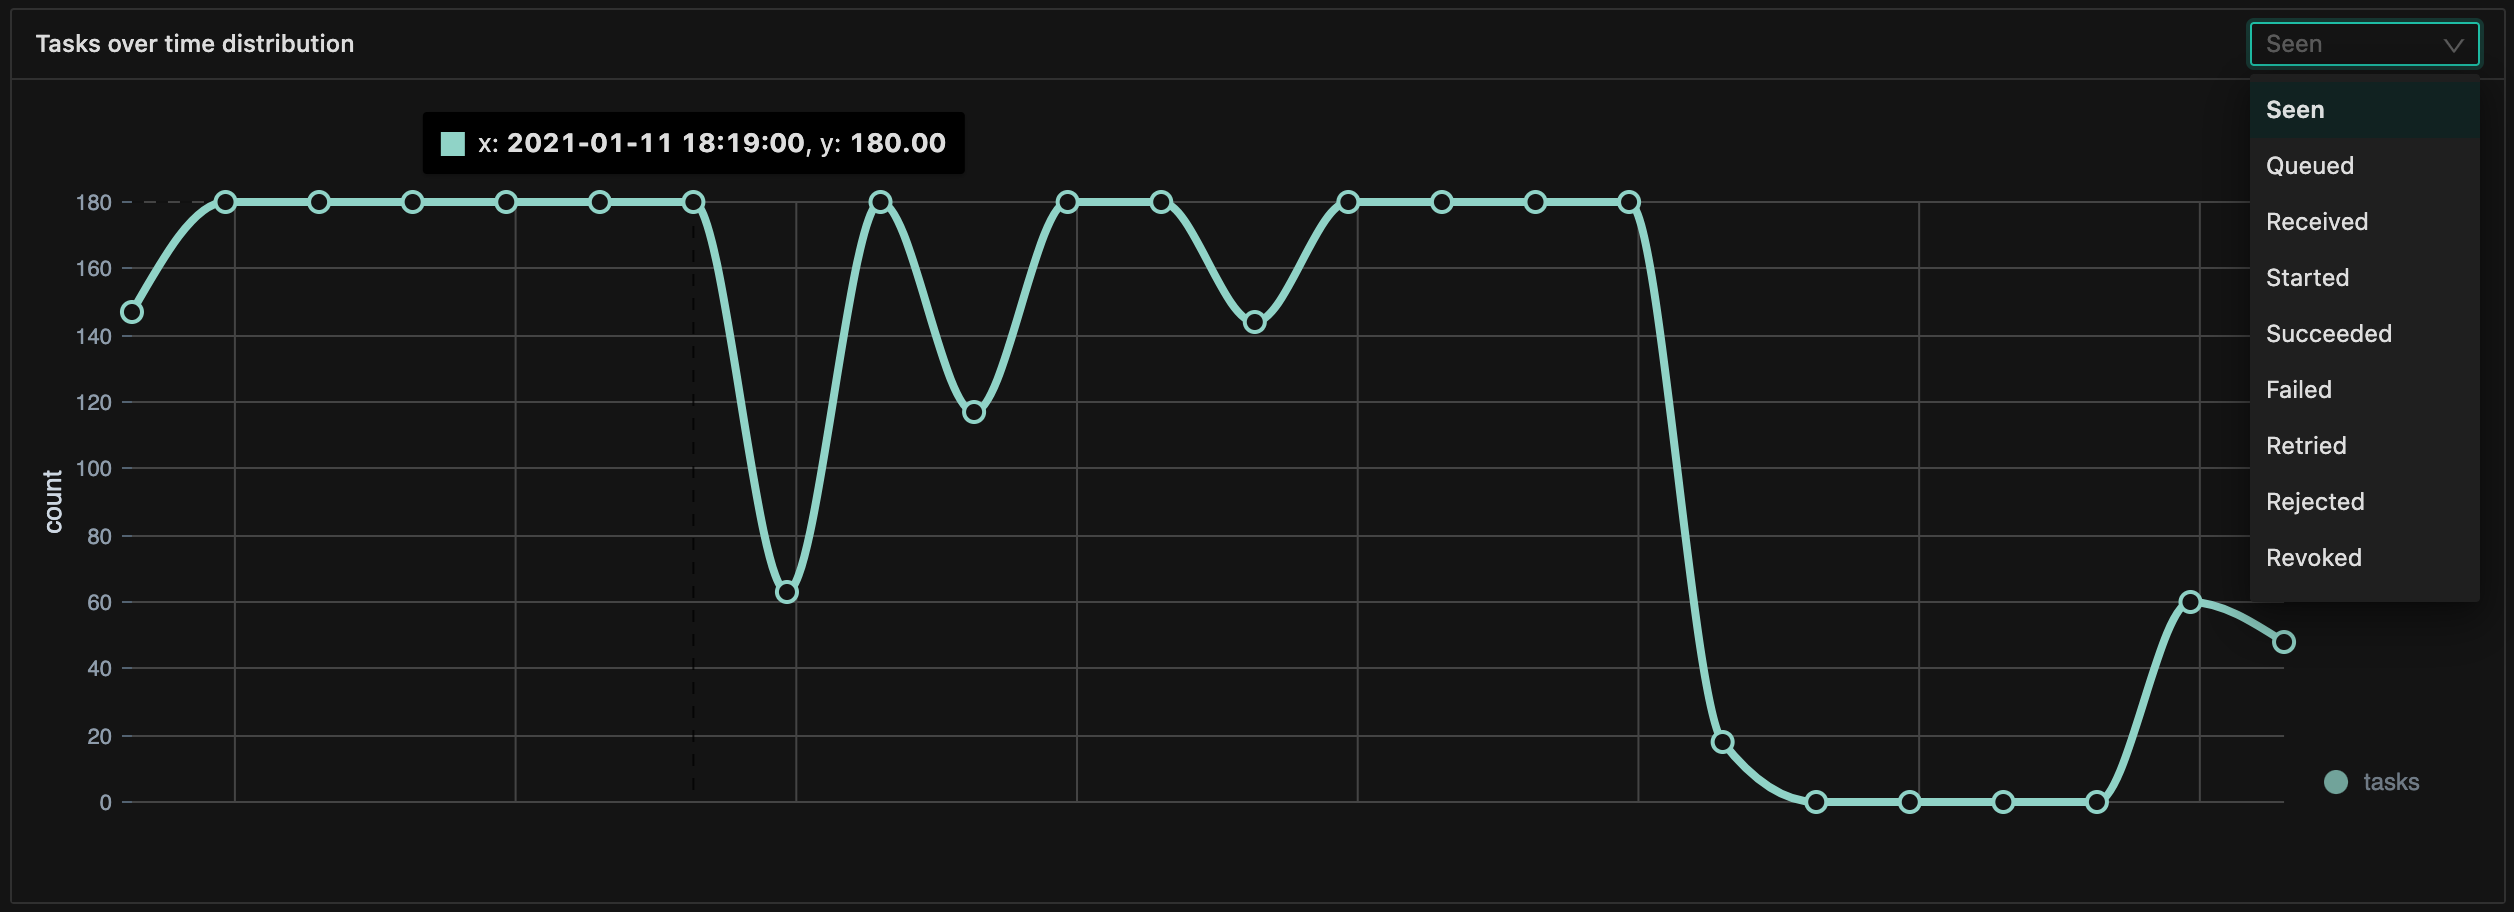 Tasks over time distribution
Seen
Seen
Queued
Received
Started
Succeeded
Failed
Retried
Rejected
Revoked
x: 2021-01-11 18:19:00, y: 180.00
180
160
140
120
100
80
60
40
20
0
count
tasks